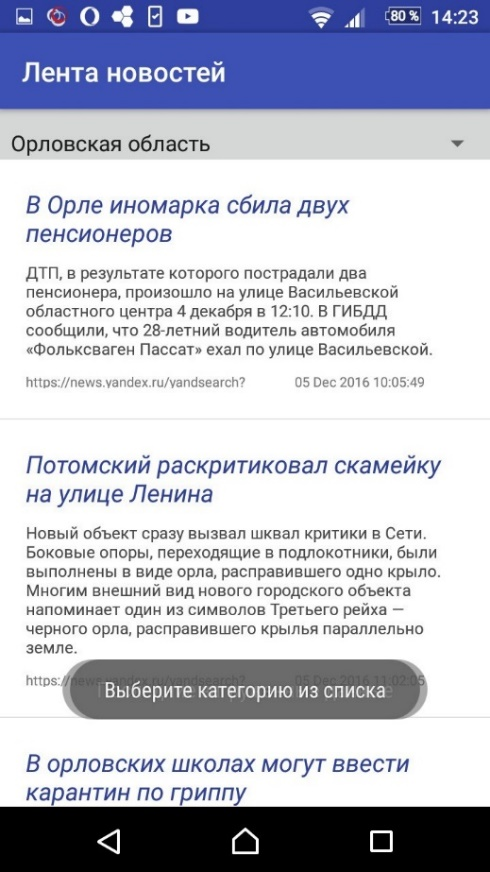 80 % 14:23
Лента новостей
Орловская область
В Орле иномарка сбила двух
пенсионеров
ДТП, в результате которого пострадали два
пенсионера, произошло на улице Васильевской
областного центра 4 декабря в 12:10. В ГИБДД
сообщили, что 28-летний водитель автомобиля
«Фольксваген Пассат» ехал по улице Васильевской.
https://news.yandex.ru/yandsearch? 05 Dec 2016 10:05:49
Потомский раскритиковал скамейку
на улице Ленина
Новый объект сразу вызвал шквал критики в Сети.
Боковые опоры, переходящие в подлокотники, были
выполнены в виде орла, расправившего одно крыло.
Многим внешний вид нового городского объекта
напоминает один из символов Третьего рейха —
черного орла, расправившего крылья параллельно
земле.
https://news.yandex.ru/yandsearch? 05 Dec 2016 11:02:05
Выберите категорию из списка
В орловских школах могут ввести
карантин по гриппу